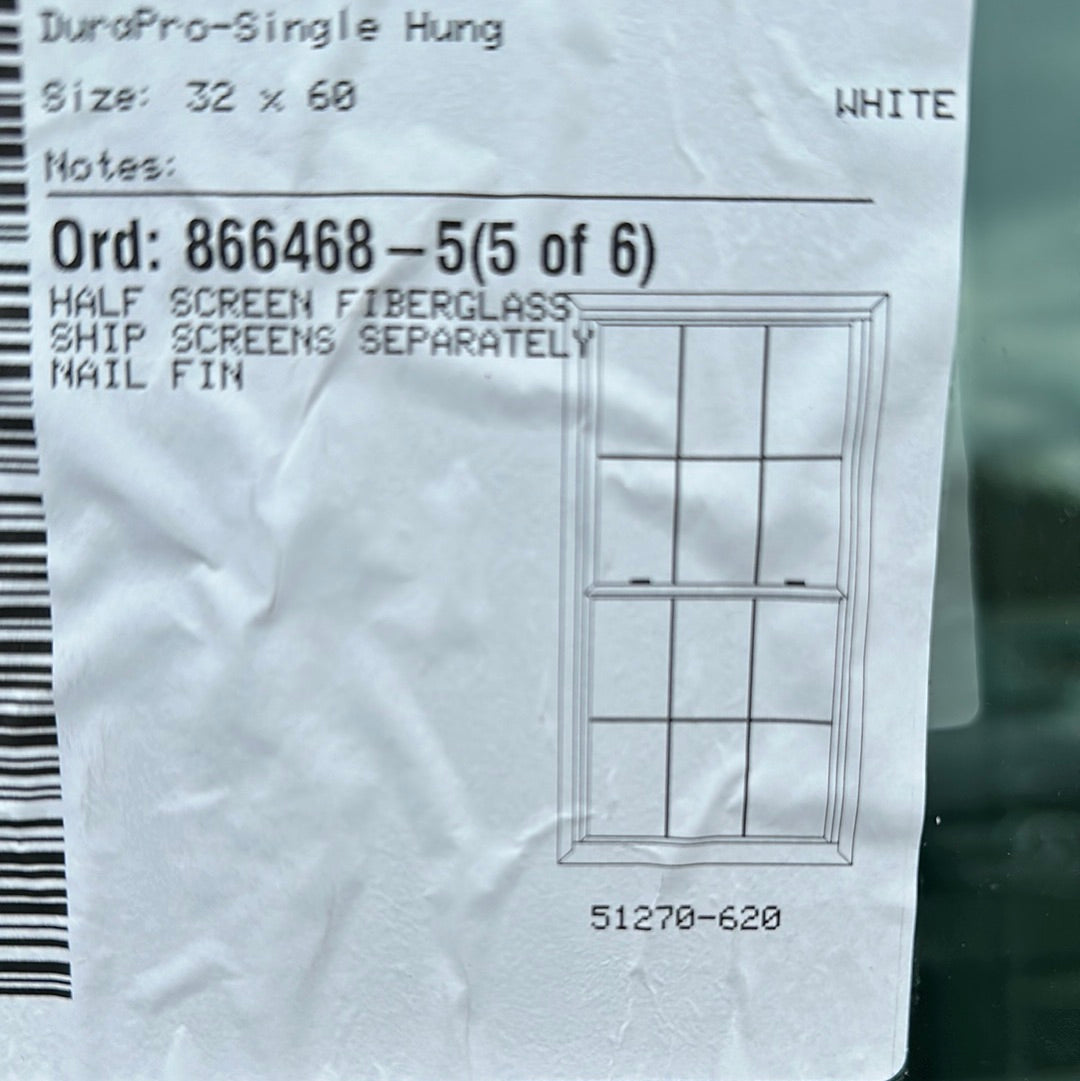 DuraPro-Single Hung
Size: 32 x 60
WHITE
Notes:
Ord: 866468-5(5 of 6)
HALF SCREEN FIBERGLASS
SHIP SCREENS SEPARATELY
NAIL FIN
51270-620